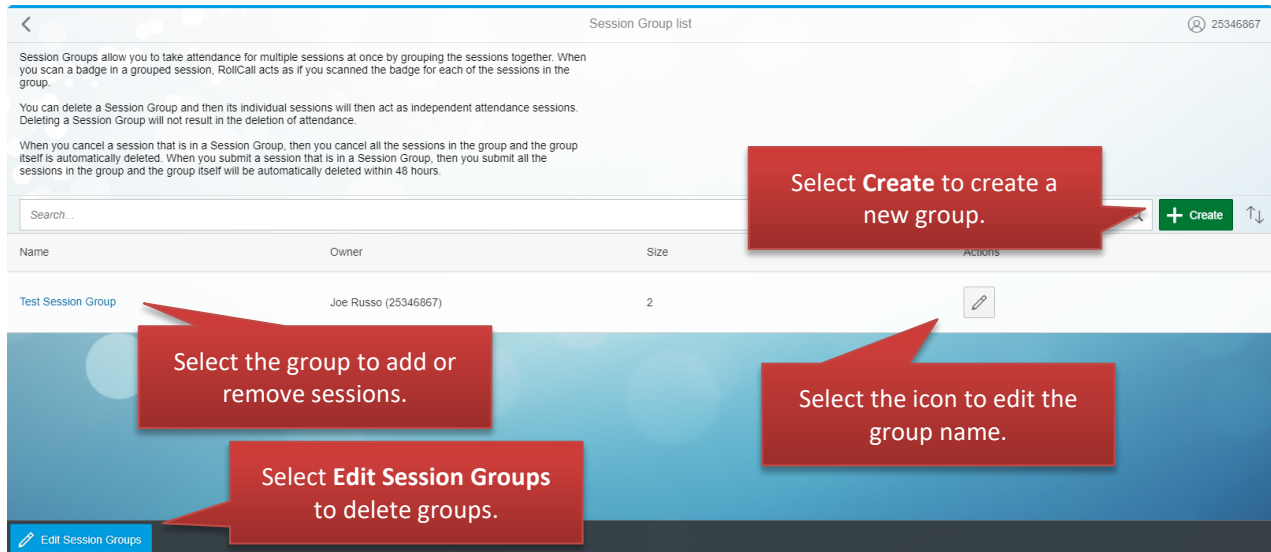 Session Group list
25346867
Session Groups allow you to take attendance for multiple sessions at once by grouping the sessions together. When
you scan a badge in a grouped session, RollCall acts as if you scanned the badge for each of the sessions in the
group.
You can delete a Session Group and then its individual sessions will then act as independent attendance sessions.
Deleting a Session Group will not result in the deletion of attendance.
When you cancel a session that is in a Session Group, then you cancel all the sessions in the group and the group
itself is automatically deleted. When you submit a session that is in a Session Group, then you submit all the
sessions in the group and the group itself will be automatically deleted within 48 hours.
Select Create to create a
new group.
Search...
Create
Name Owner Size Actions
Test Session Group Joe Russo (25346867) 2
Select the group to add or
remove sessions.
Select the icon to edit the
group name.
Select Edit Session Groups
to delete groups.
Edit Session Groups